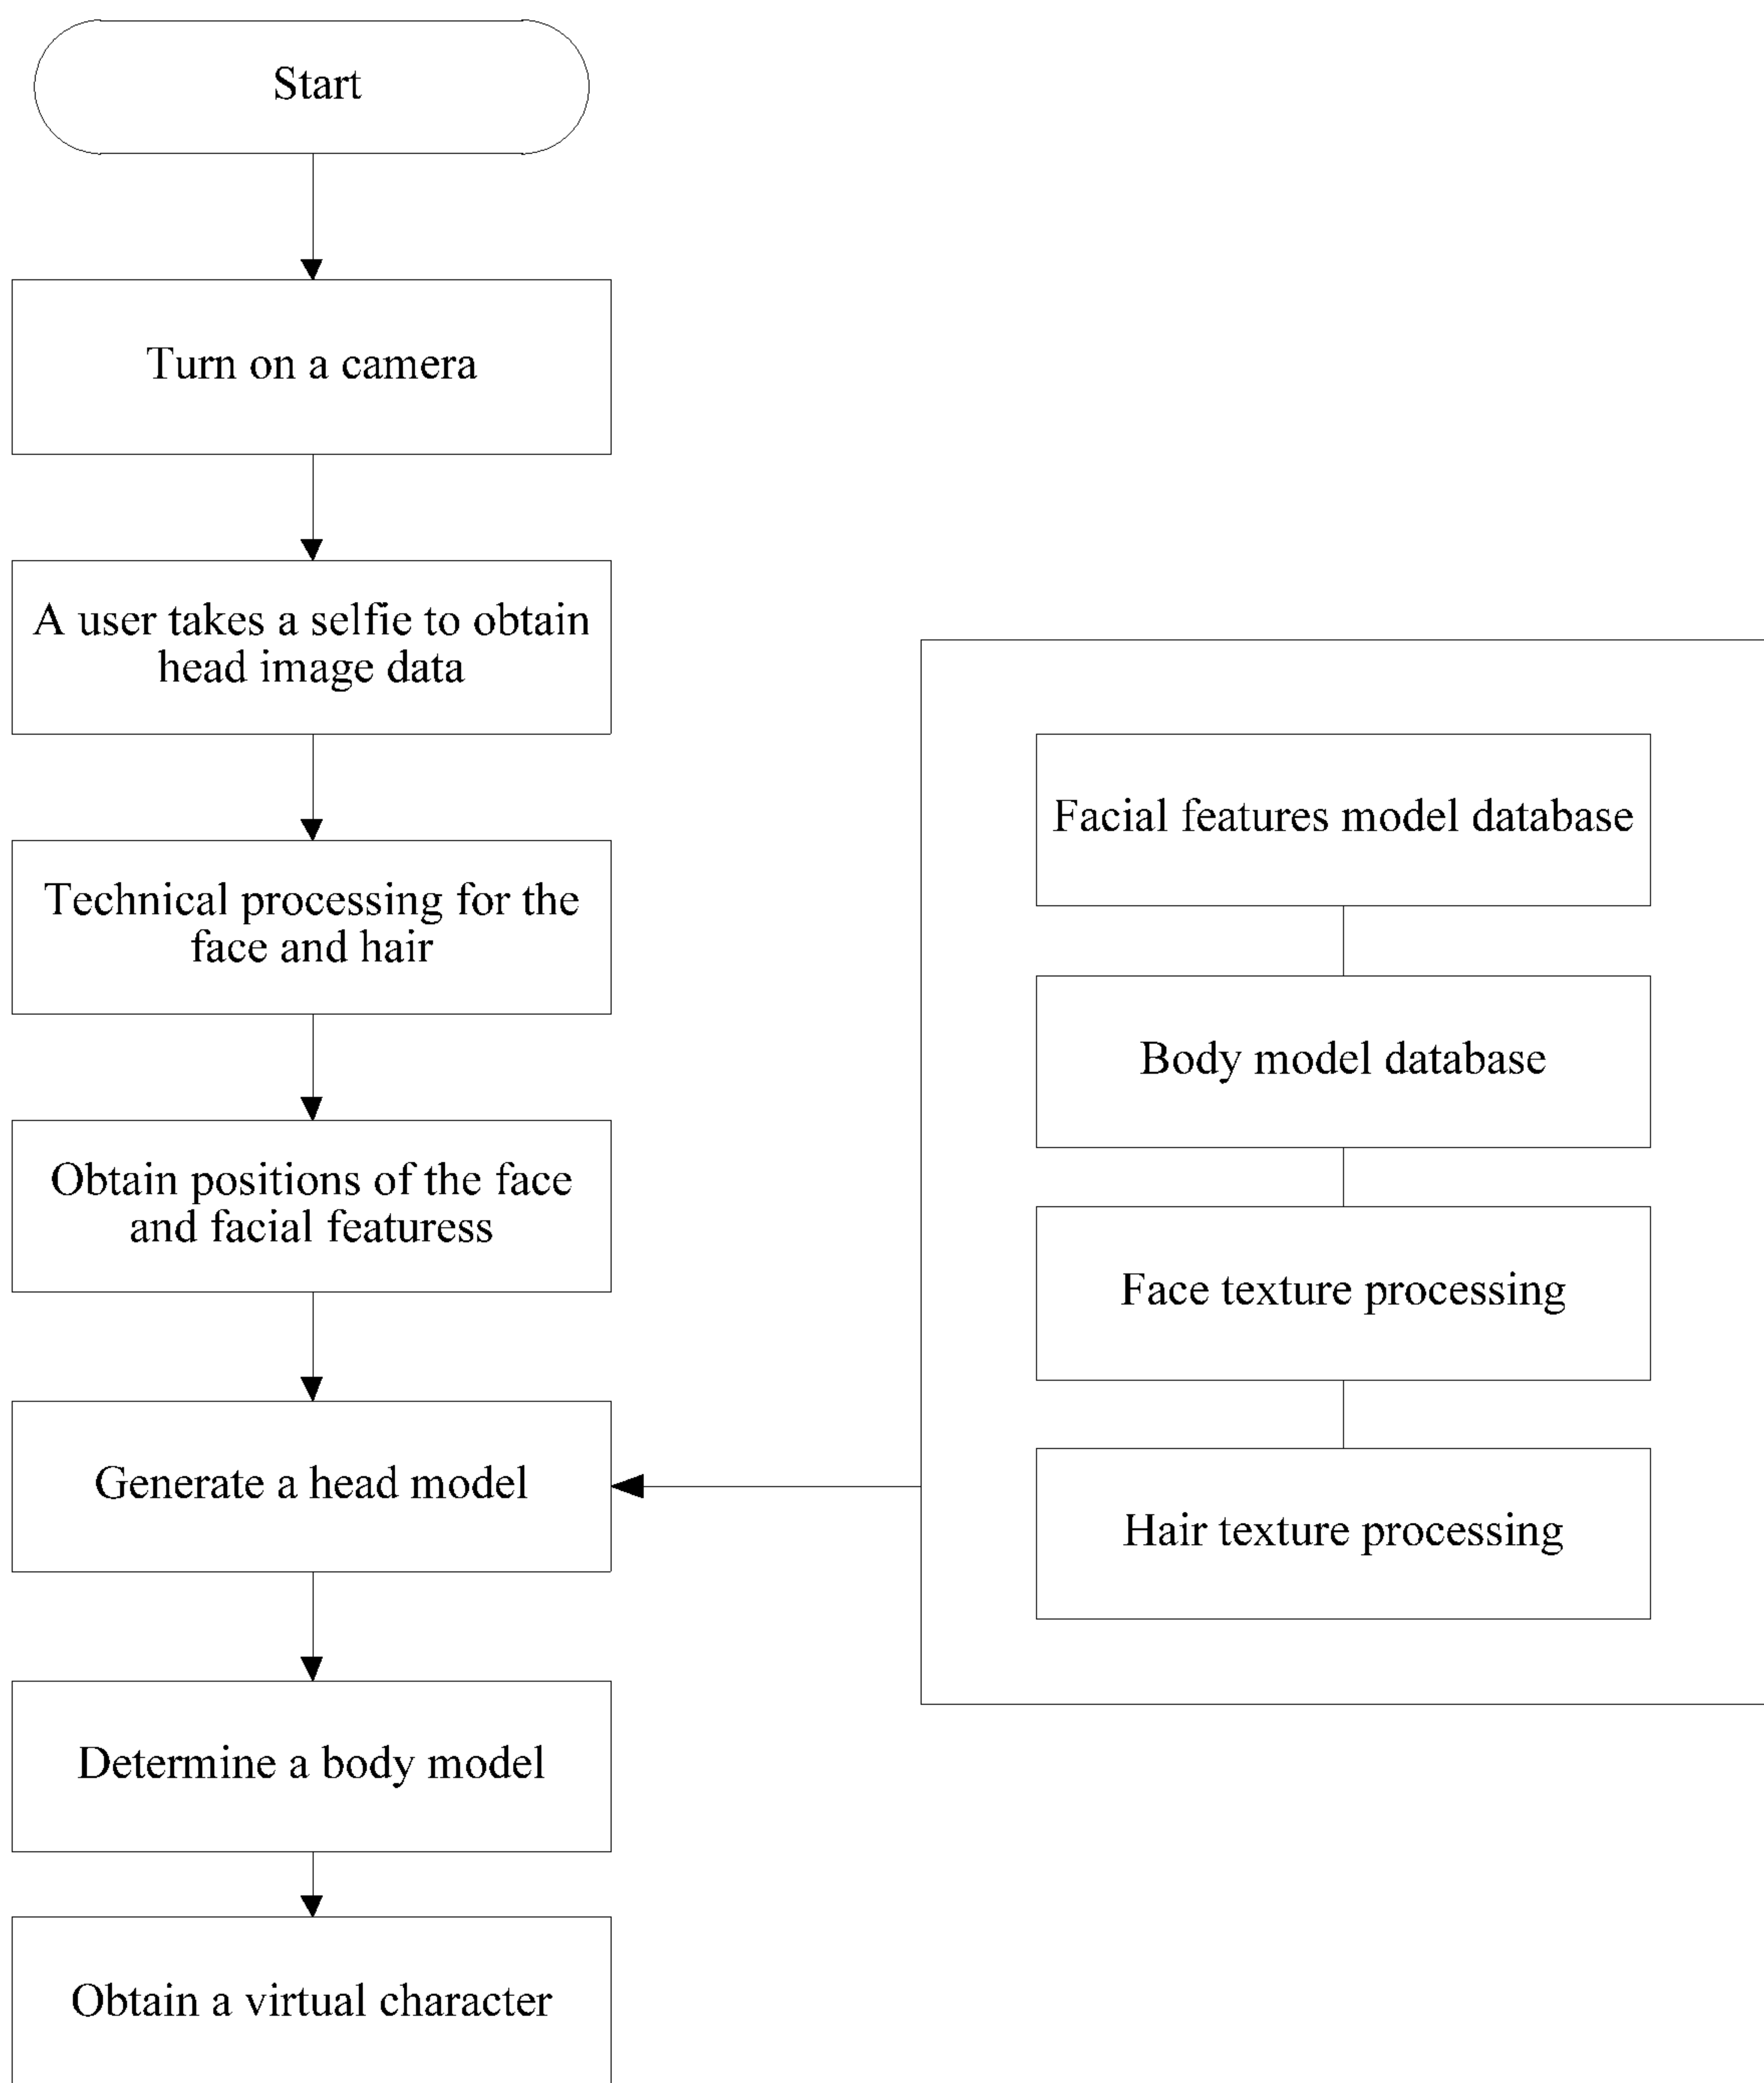 Start
Turn on a camera
A user takes a selfie to obtain
head image data
Technical processing for the
face and hair
Obtain positions of the face
and facial featuress
Generate a head model
Determine a body model
Obtain a virtual character
Facial features model database
Body model database
Face texture processing
Hair texture processing